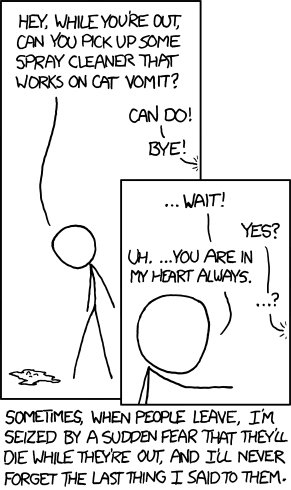 HEY, WHILE YOU'RE OUT,
CAN YOU PICK UP SOME
SPRAY CLEANER THAT
WORKS ON CAT VOMIT?
CAN DO!
BYE!
...WAIT!
YES?
UH. ...YOU ARE IN
MY HEART ALWAYS.
...?
SOMETIMES, WHEN PEOPLE LEAVE, I'M
SEIZED BY A SUDDEN FEAR THAT THEY'LL
DIE WHILE THEY'RE OUT, AND I'LL NEVER
FORGET THE LAST THING I SAID TO THEM.